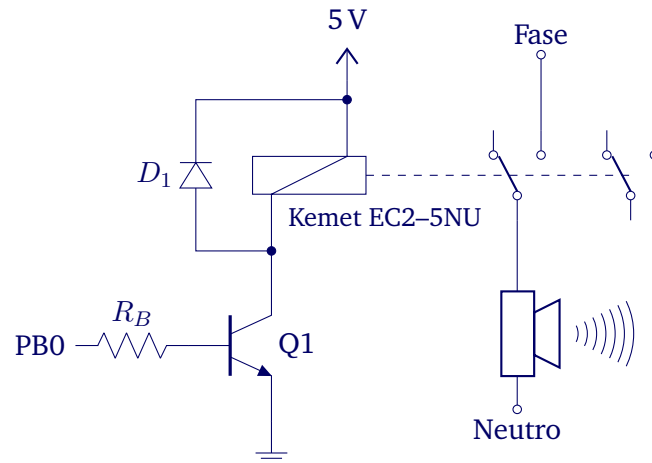 5 V
Fase
D1
Kemet EC2–5NU
RB
PB0
Q1
Neutro